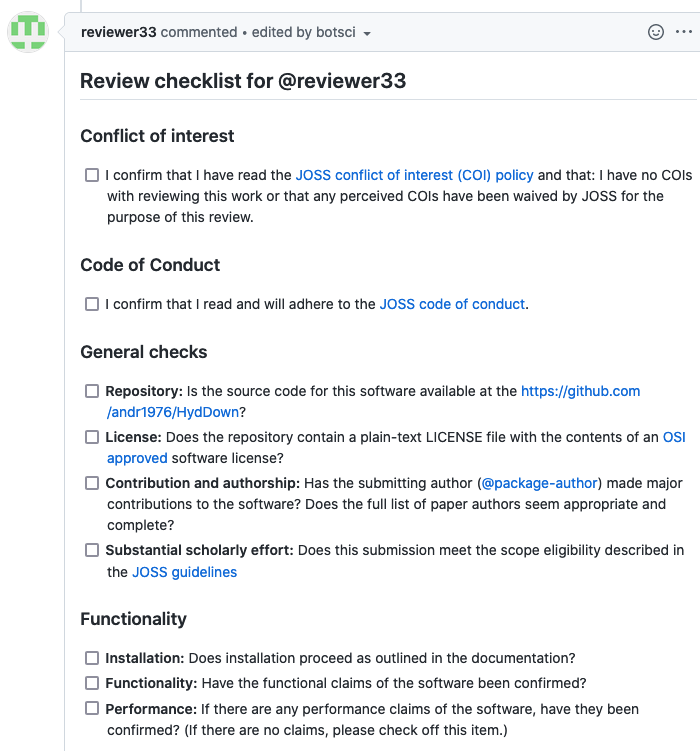 reviewer33 commented • edited by botsci
Review checklist for @reviewer33
Conflict of interest
I confirm that I have read the JOSS conflict of interest (COI) policy and that: I have no COIs
with reviewing this work or that any perceived COIs have been waived by JOSS for the
purpose of this review.
Code of Conduct
I confirm that I read and will adhere to the JOSS code of conduct.
General checks
Repository: Is the source code for this software available at the https://github.com
/andr1976/HydDown?
License: Does the repository contain a plain-text LICENSE file with the contents of an OSI
approved software license?
Contribution and authorship: Has the submitting author (@package-author) made major
contributions to the software? Does the full list of paper authors seem appropriate and
complete?
Substantial scholarly effort: Does this submission meet the scope eligibility described in
the JOSS guidelines
Functionality
Installation: Does installation proceed as outlined in the documentation?
Functionality: Have the functional claims of the software been confirmed?
Performance: If there are any performance claims of the software, have they been
confirmed? (If there are no claims, please check off this item.)